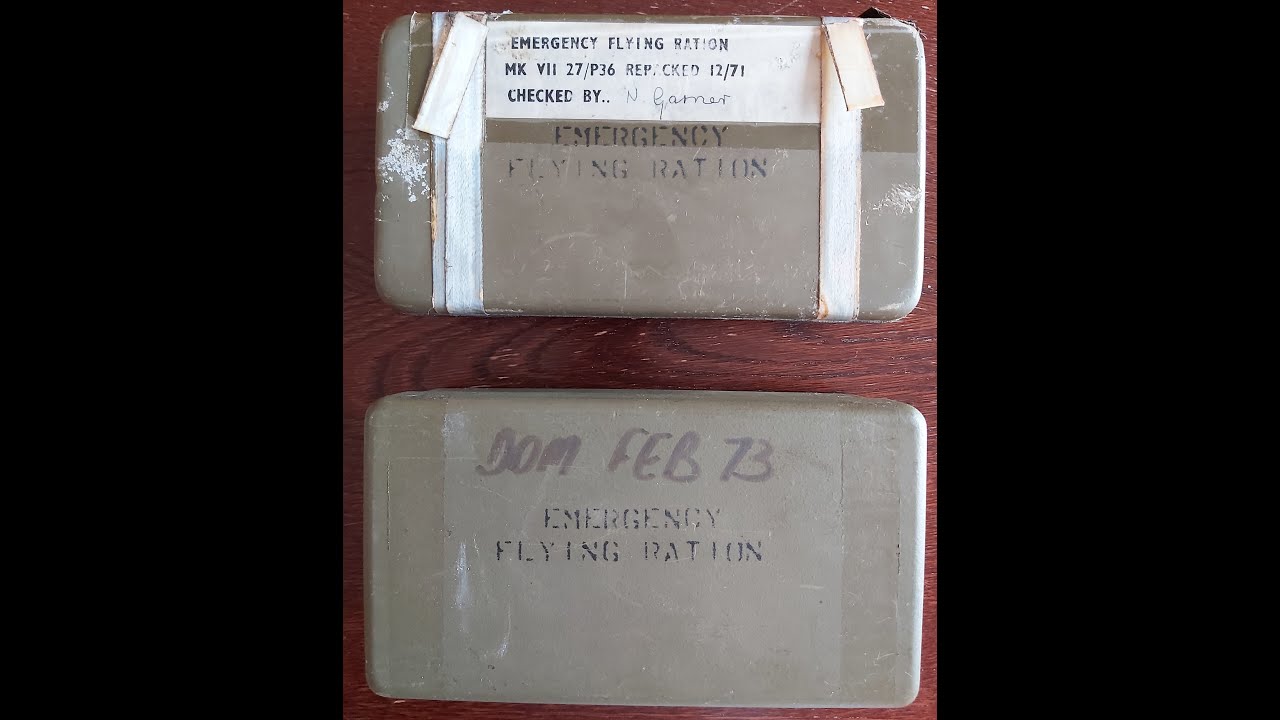 EMERGENCY FLYING RATION
MK VII 27/P36 REPACKED 12/71
CHECKED BY.. N. Garner
EMERGENCY
FLYING RATION
DOM FEB 73
EMERGENCY
FLYING RATION